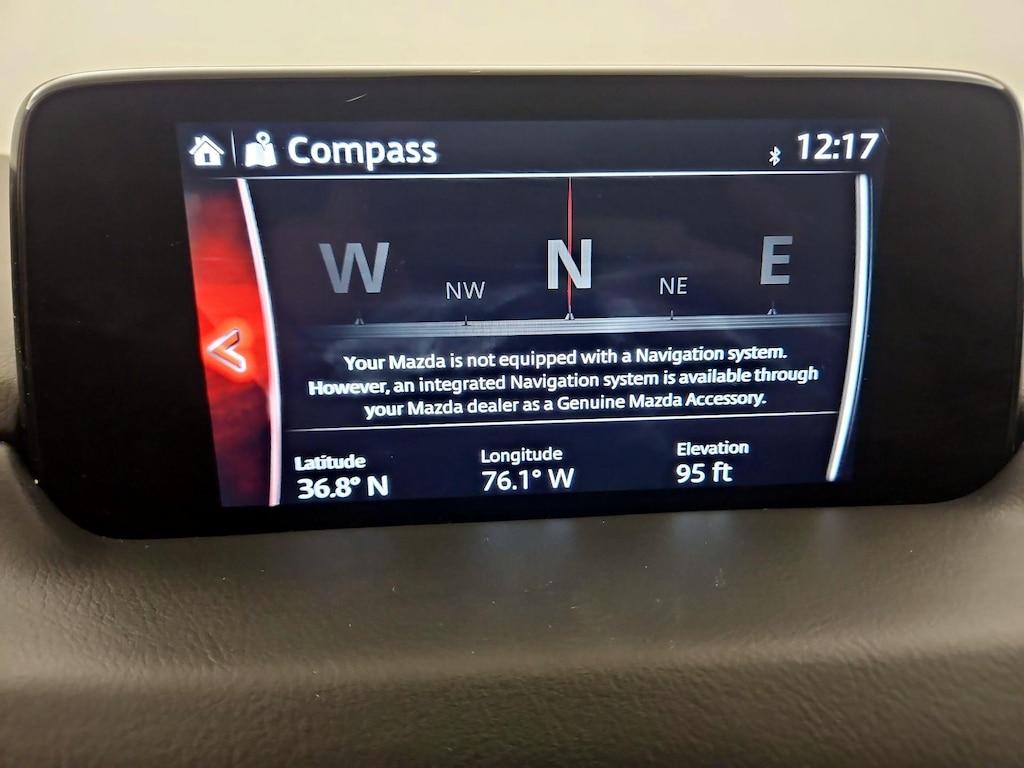 Compass
12:17
W
NW
N
NE
E
Your Mazda is not equipped with a Navigation system.
However, an integrated Navigation system is available through
your Mazda dealer as a Genuine Mazda Accessory.
Latitude
36.8° N
Longitude
76.1° W
Elevation
95 ft